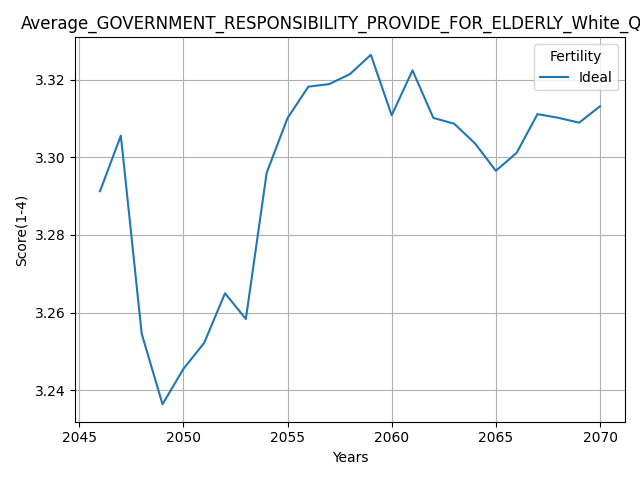 Average_GOVERNMENT_RESPONSIBILITY_PROVIDE_FOR_ELDERLY_White_Q
Fertility
Ideal
Score(1-4)
3.32
3.30
3.28
3.26
3.24
2045 2050 2055 2060 2065 2070
Years